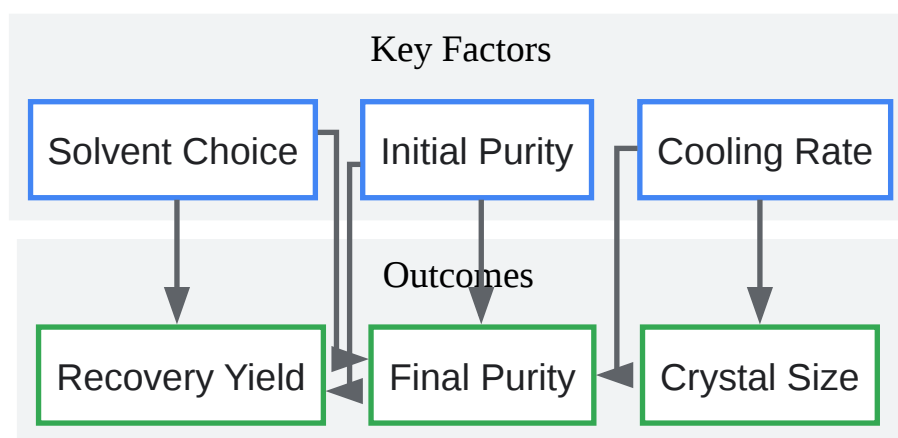 Key Factors
Solvent Choice
Initial Purity
Cooling Rate
Outcomes
Recovery Yield
Final Purity
Crystal Size